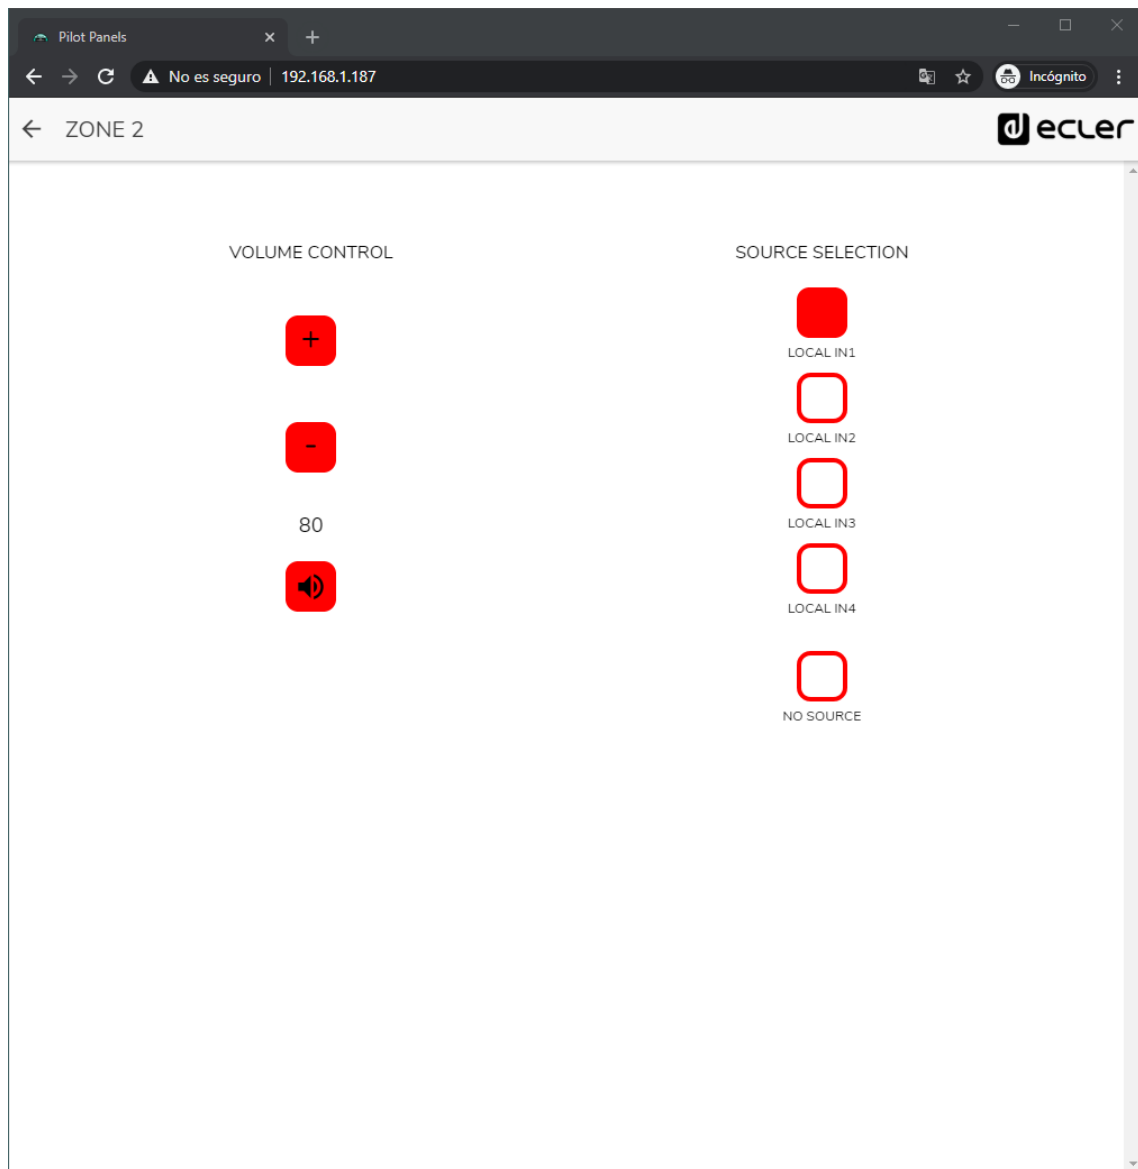 Pilot Panels
No es seguro | 192.168.1.187
Incógnito
ZONE 2
ecler
VOLUME CONTROL
+
-
80
SOURCE SELECTION
LOCAL IN1
LOCAL IN2
LOCAL IN3
LOCAL IN4
NO SOURCE